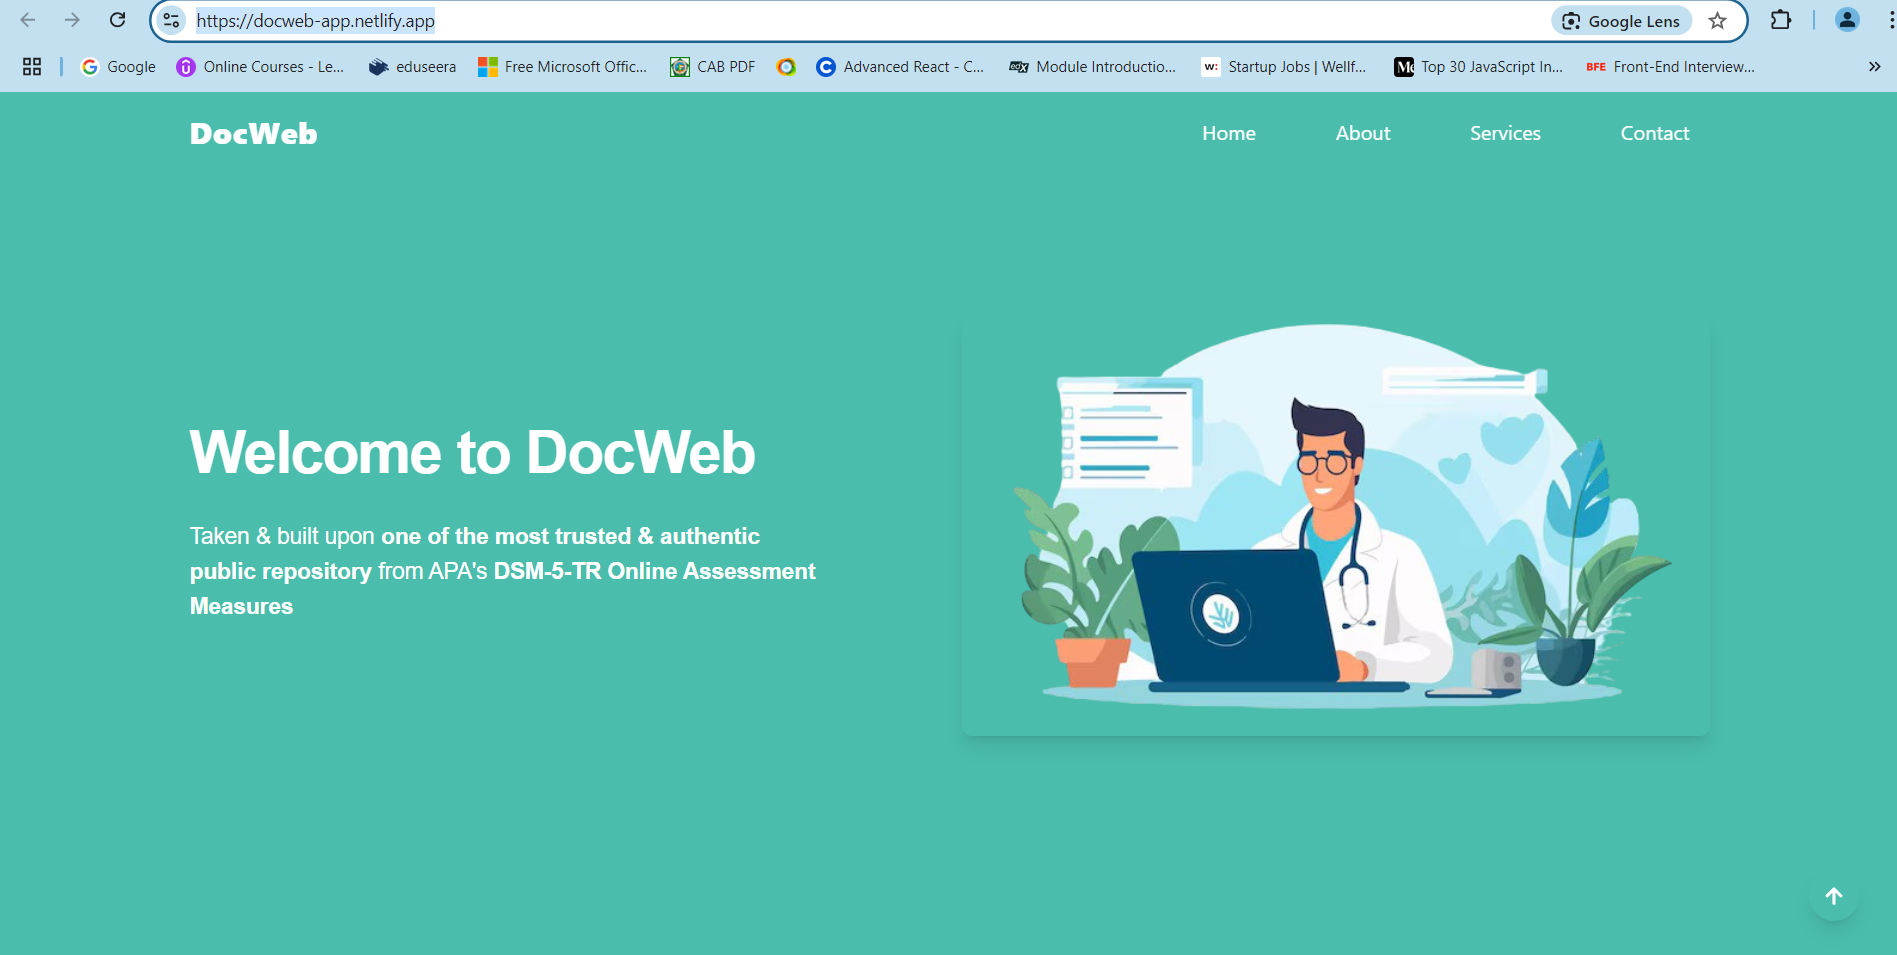 https://docweb-app.netlify.app
Google Lens
Google
Online Courses - Le...
eduseera
Free Microsoft Offic...
CAB PDF
Advanced React - C...
edX
Module Introductio...
w:
Startup Jobs | Wellf...
Top 30 JavaScript In...
BFE
Front-End Interview...
DocWeb
Home
About
Services
Contact
Welcome to DocWeb
Taken & built upon one of the most trusted & authentic
public repository from APA's DSM-5-TR Online Assessment
Measures